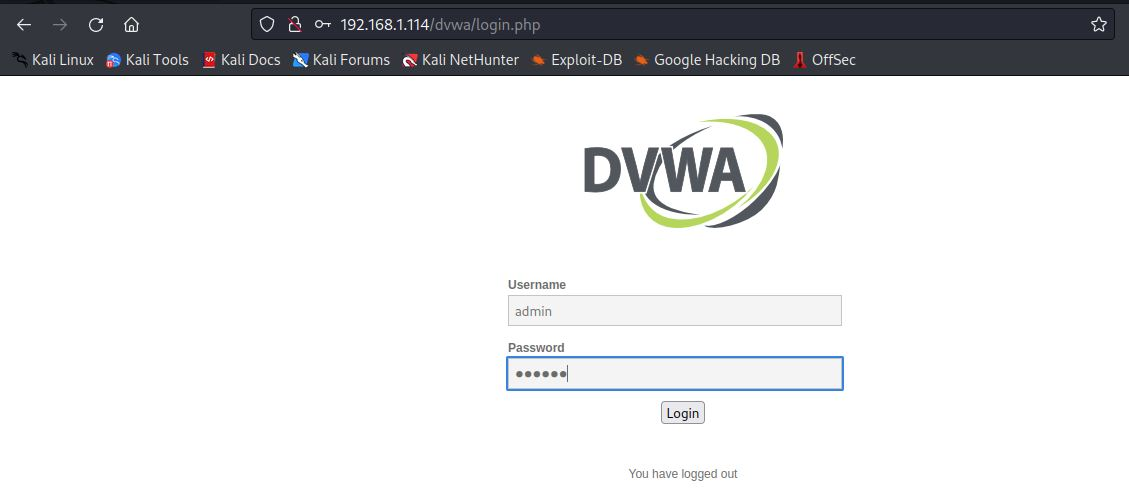 192.168.1.114/dvwa/login.php
Kali Linux Kali Tools Kali Docs Kali Forums Kali NetHunter Exploit-DB Google Hacking DB OffSec
DVWA
Username
admin
Password
••••••
Login
You have logged out